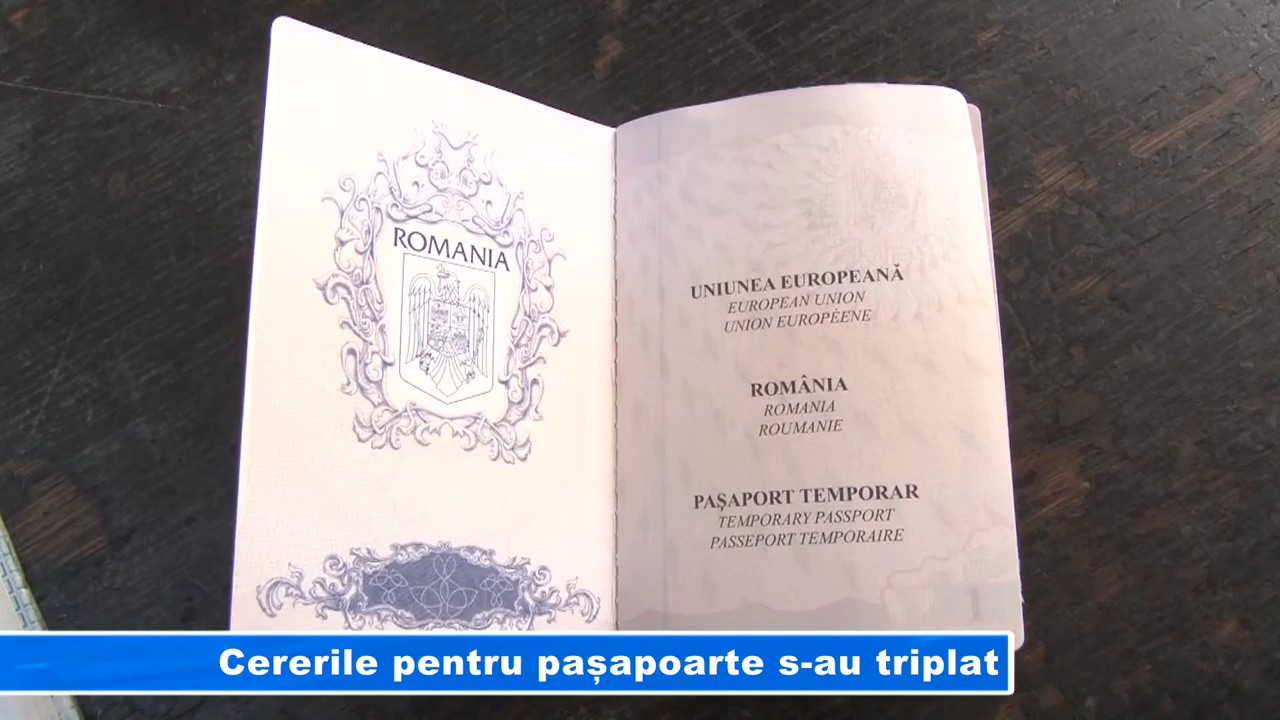 ROMANIA
UNIUNEA EUROPEANĂ
EUROPEAN UNION
UNION EUROPÉENE
ROMÂNIA
ROMANIA
ROUMANIE
PAŞAPORT TEMPORAR
TEMPORARY PASSPORT
PASSEPORT TEMPORAIRE
1
Cererile pentru pașapoarte s-au triplat